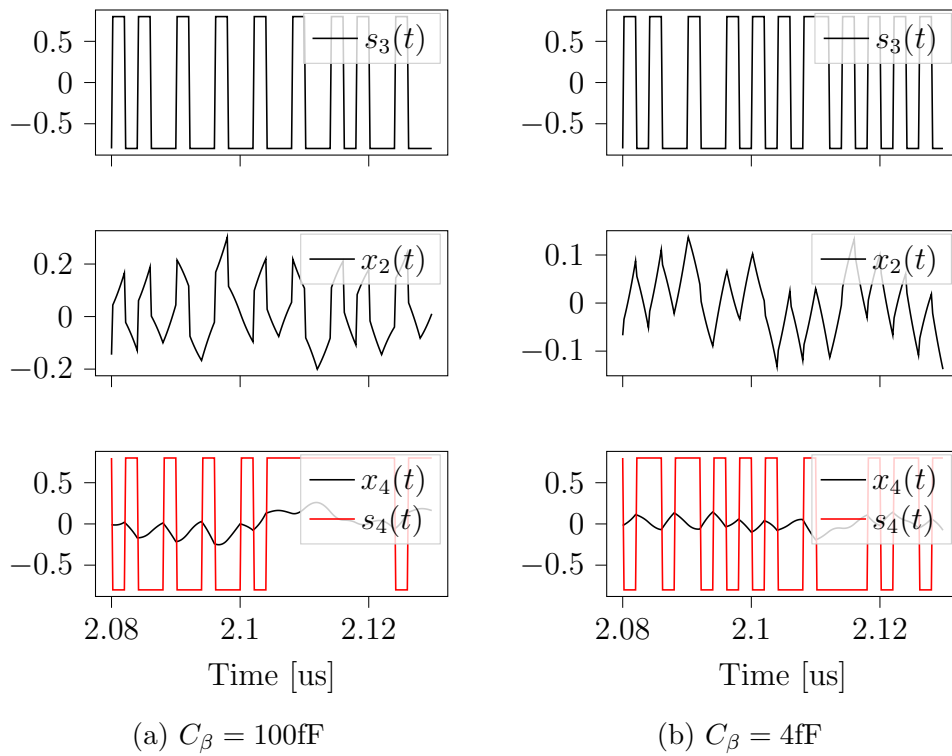 0.5
0
−0.5
s₃(t)
0.5
0
−0.5
s₃(t)
0.2
0
−0.2
x₂(t)
0.1
0
−0.1
x₂(t)
0.5
0
−0.5
x₄(t)
s₄(t)
2.08 2.1 2.12
Time [us]
0.5
0
−0.5
x₄(t)
s₄(t)
2.08 2.1 2.12
Time [us]
(a) C_β = 100fF
(b) C_β = 4fF